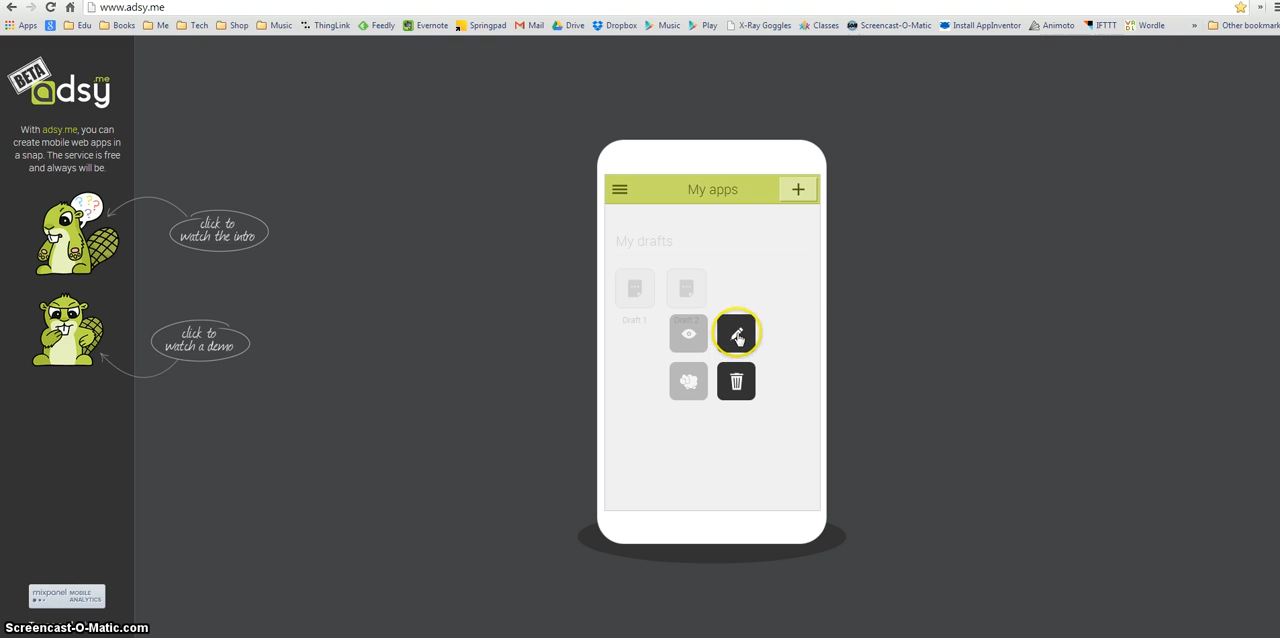 www.adsy.me
Apps Edu Books Me Tech Shop Music ThingLink Feedly Evernote Springpad Mail Drive Dropbox Music Play X-Ray Goggles Classes Screencast-O-Matic Install AppInventor Animoto IFTTT Wordle » Other bookmark
BETA
adsy.me
With adsy.me, you can
create mobile web apps in
a snap. The service is free
and always will be.
? ? ?
? ?
click to
watch the intro
click to
watch a demo
My apps
My drafts
Draft 1 Draft 2
mixpanel MOBILE
ANALYTICS
Screencast-O-Matic.com